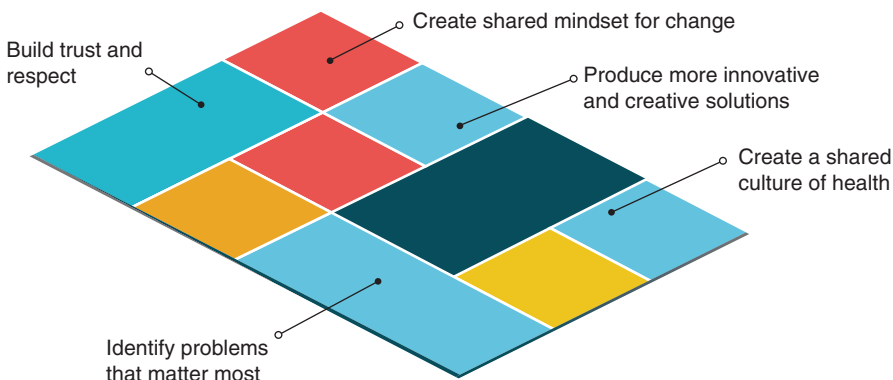 Create shared mindset for change
Build trust and
respect
Produce more innovative
and creative solutions
Create a shared
culture of health
Identify problems
that matter most